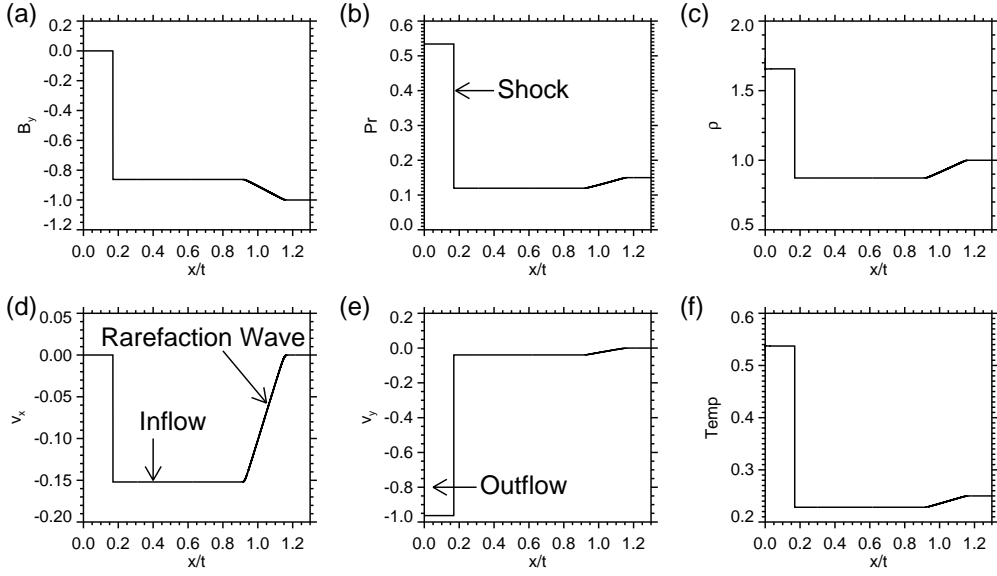 (a)
0.0
-0.2
-0.4
-0.6
-0.8
-1.0
-1.2
B_y
0.0 0.2 0.4 0.6 0.8 1.0 1.2
x/t
(b)
0.6
0.5
0.4
0.3
0.2
0.1
0.0
Pr
Shock
0.0 0.2 0.4 0.6 0.8 1.0 1.2
x/t
(c)
2.0
1.5
1.0
0.5
ρ
0.0 0.2 0.4 0.6 0.8 1.0 1.2
x/t
(d)
0.05
0.00
-0.05
-0.10
-0.15
-0.20
v_x
Rarefaction Wave
Inflow
0.0 0.2 0.4 0.6 0.8 1.0 1.2
x/t
(e)
0.2
0.0
-0.2
-0.4
-0.6
-0.8
-1.0
v_y
Outflow
0.0 0.2 0.4 0.6 0.8 1.0 1.2
x/t
(f)
0.6
0.5
0.4
0.3
0.2
Temp
0.0 0.2 0.4 0.6 0.8 1.0 1.2
x/t